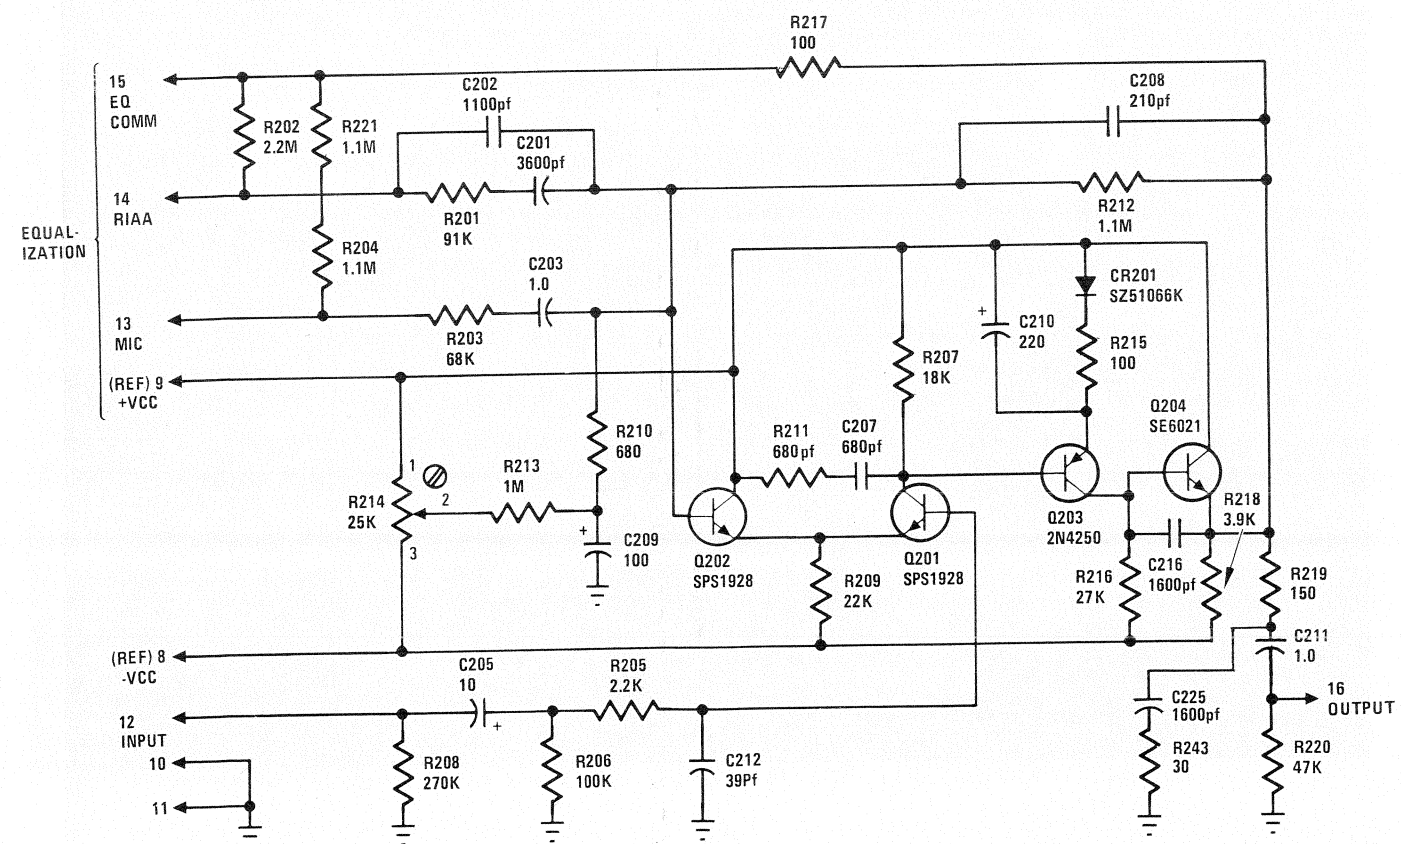 R217
100
15
EQ
COMM
C202
1100pf
C208
210pf
R202
2.2M
R221
1.1M
C201
3600pf
14
RIAA
R201
91K
R212
1.1M
EQUAL-
IZATION
R204
1.1M
C203
1.0
CR201
SZ51066K
13
MIC
R203
68K
+
C210
220
R215
100
R207
18K
(REF) 9
+VCC
R210
680
R211
680pf
C207
680pf
Q204
SE6021
1
2
3
R214
25K
R213
1M
+
C209
100
Q202
SPS1928
Q201
SPS1928
Q203
2N4250
R218
3.9K
R209
22K
R216
27K
C216
1600pf
R219
150
(REF) 8
-VCC
C211
1.0
C205
10
+
R205
2.2K
16
OUTPUT
C225
1600pf
12
INPUT
10
11
R208
270K
R206
100K
C212
39Pf
R243
30
R220
47K